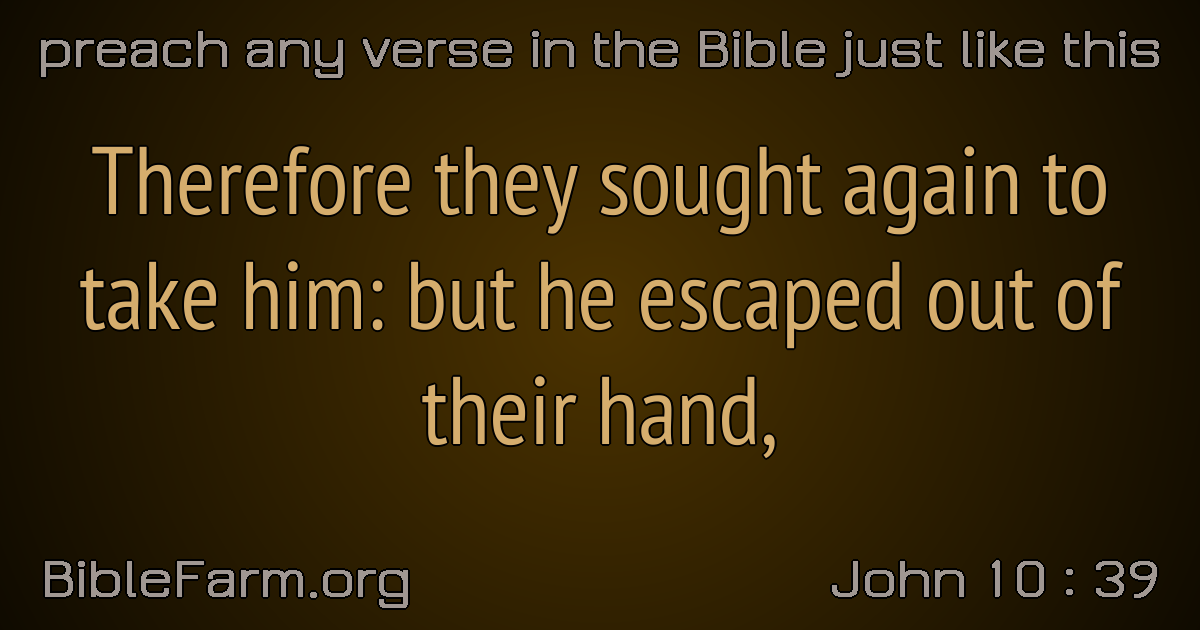 preach any verse in the Bible just like this
Therefore they sought again to
take him: but he escaped out of
their hand,
BibleFarm.org
John 10 : 39